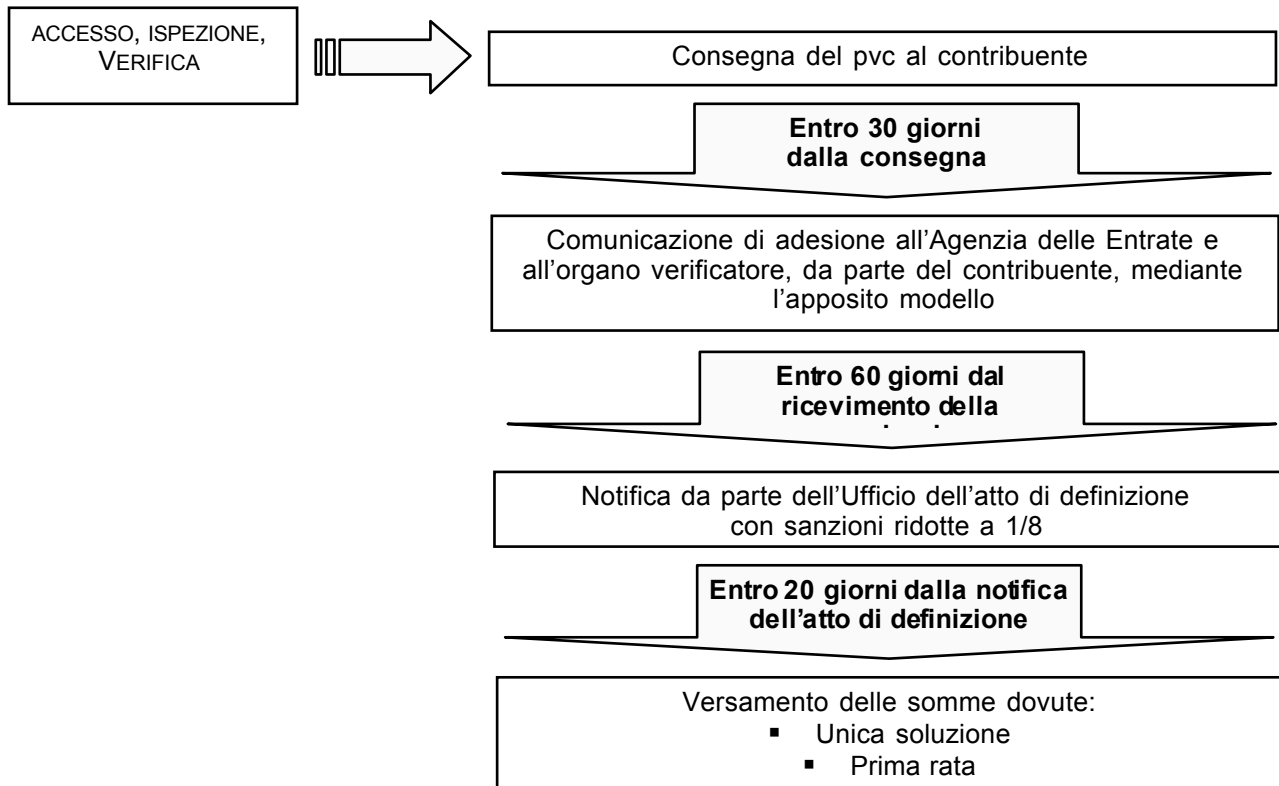 ACCESSO, ISPEZIONE,
VERIFICA
Consegna del pvc al contribuente
Entro 30 giorni
dalla consegna
Comunicazione di adesione all’Agenzia delle Entrate e
all’organo verificatore, da parte del contribuente, mediante
l’apposito modello
Entro 60 giorni dal
ricevimento della
Notifica da parte dell’Ufficio dell’atto di definizione
con sanzioni ridotte a 1/8
Entro 20 giorni dalla notifica
dell’atto di definizione
Versamento delle somme dovute:
▪ Unica soluzione
▪ Prima rata